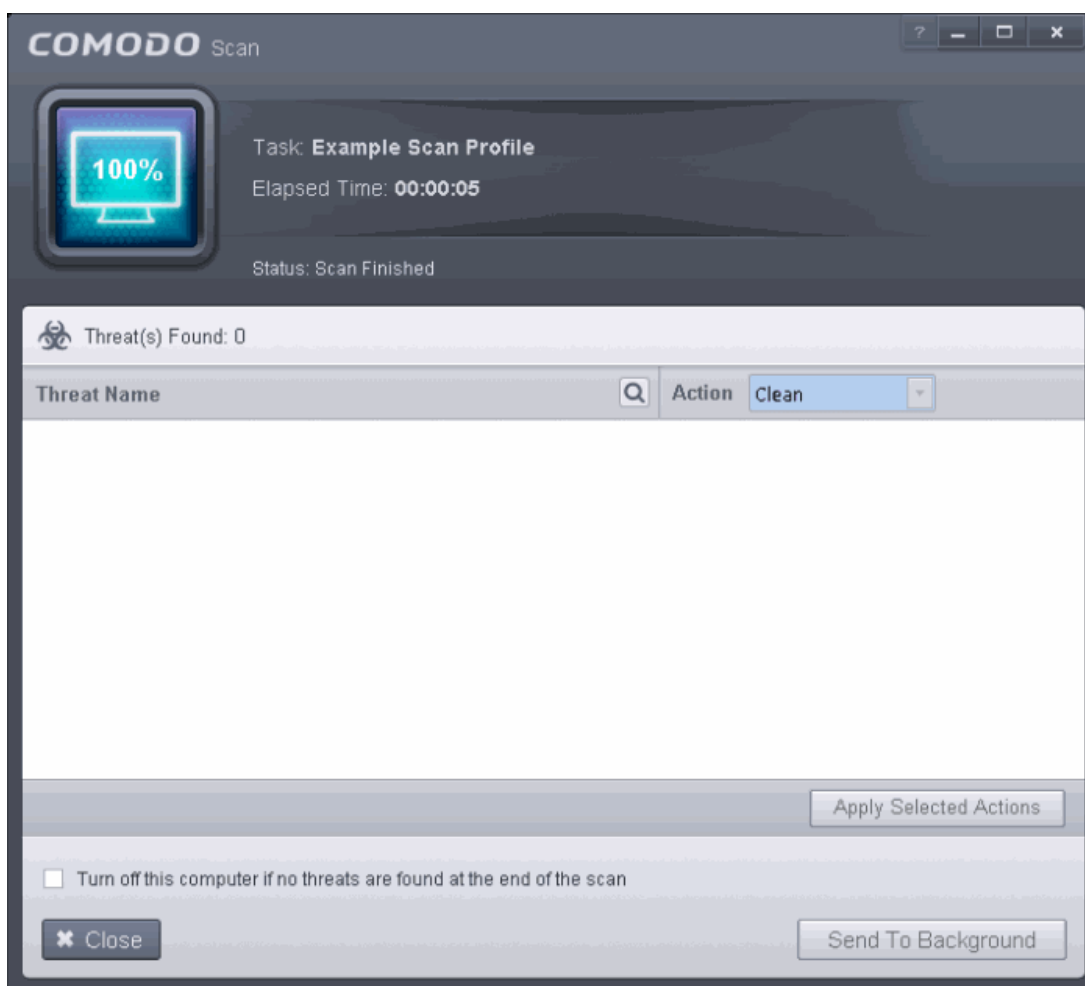 COMODO Scan
?
100%
Task: Example Scan Profile
Elapsed Time: 00:00:05
Status: Scan Finished
Threat(s) Found: 0
Threat Name
Action Clean
Apply Selected Actions
Turn off this computer if no threats are found at the end of the scan
Close
Send To Background